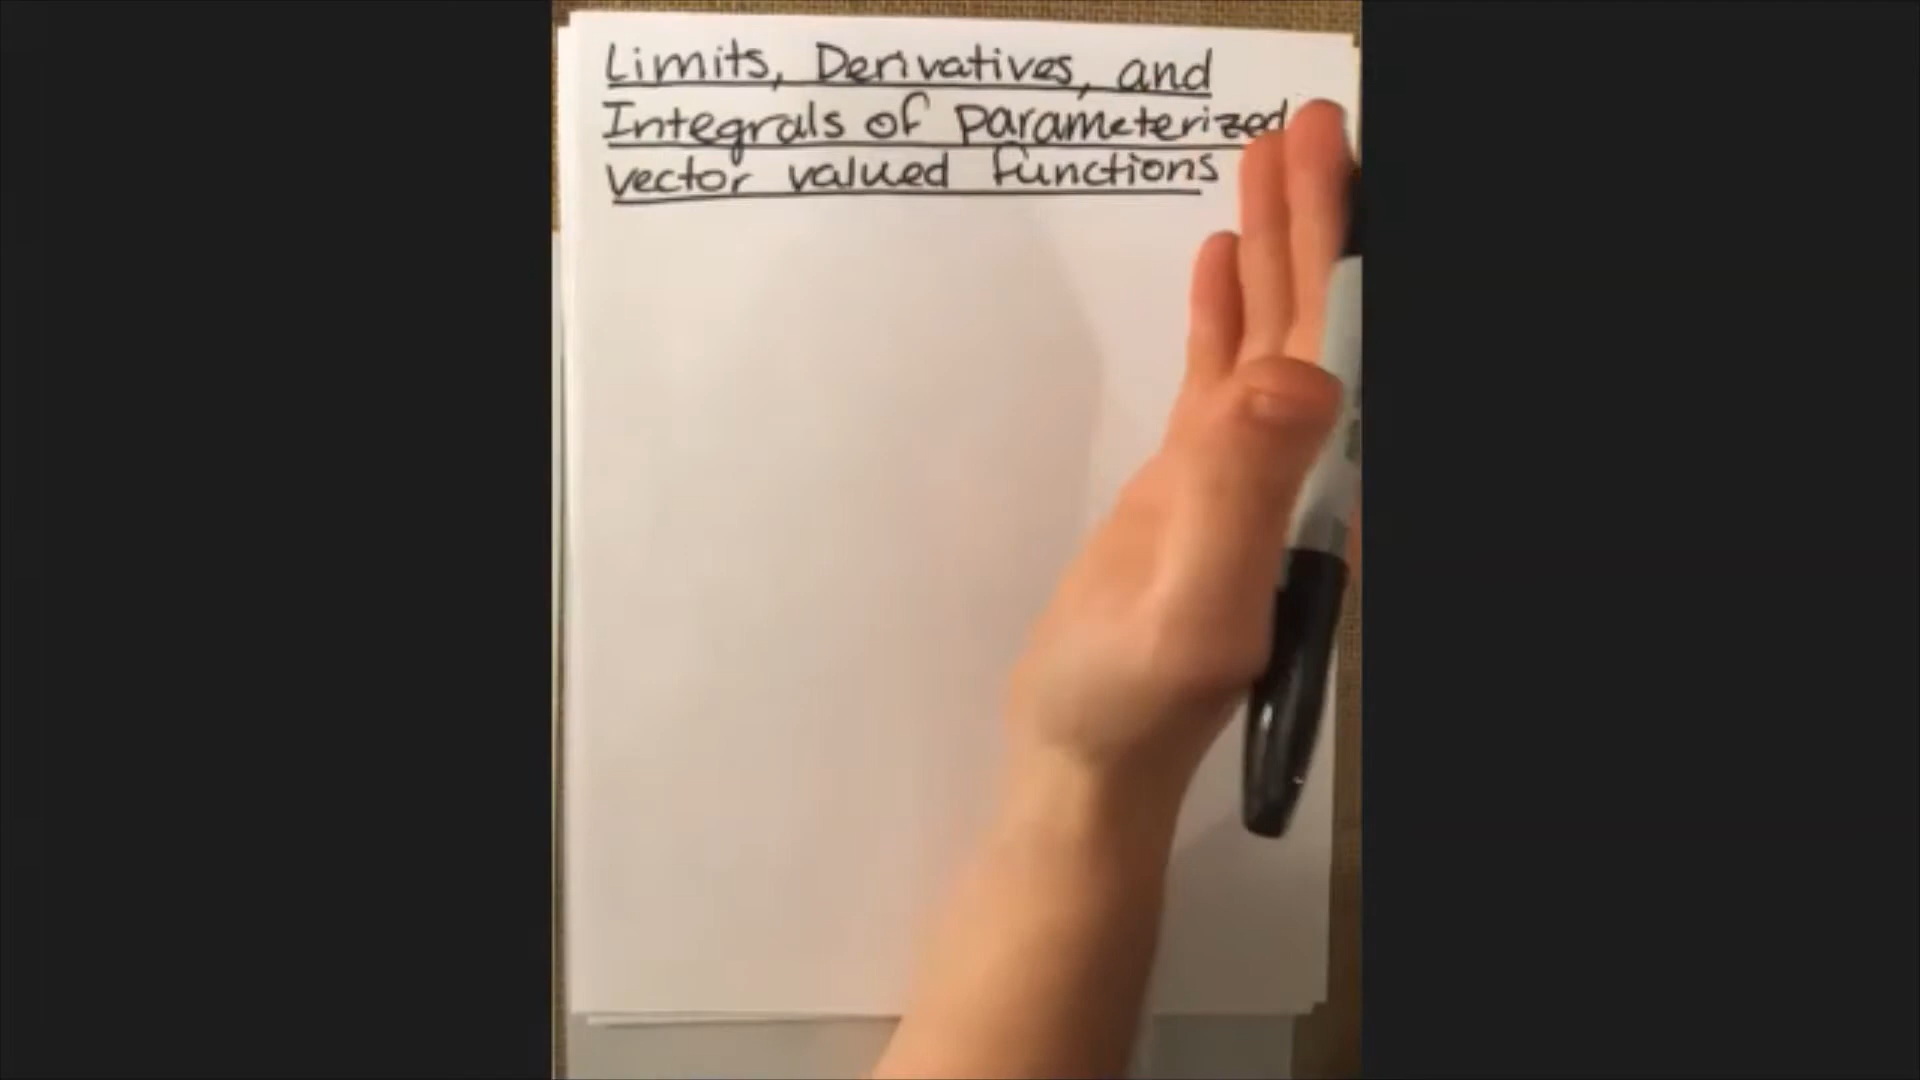 Limits, Derivatives, and
Integrals of parameterized
vector valued functions